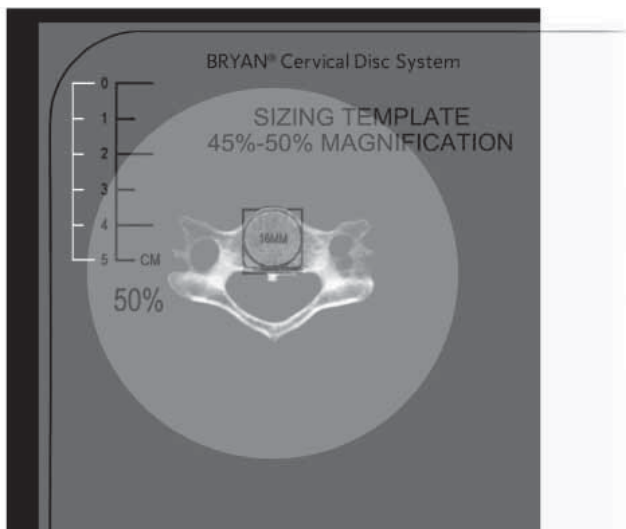 BRYAN® Cervical Disc System
SIZING TEMPLATE
45%-50% MAGNIFICATION
0
1
2
3
4
5 CM
16MM
50%